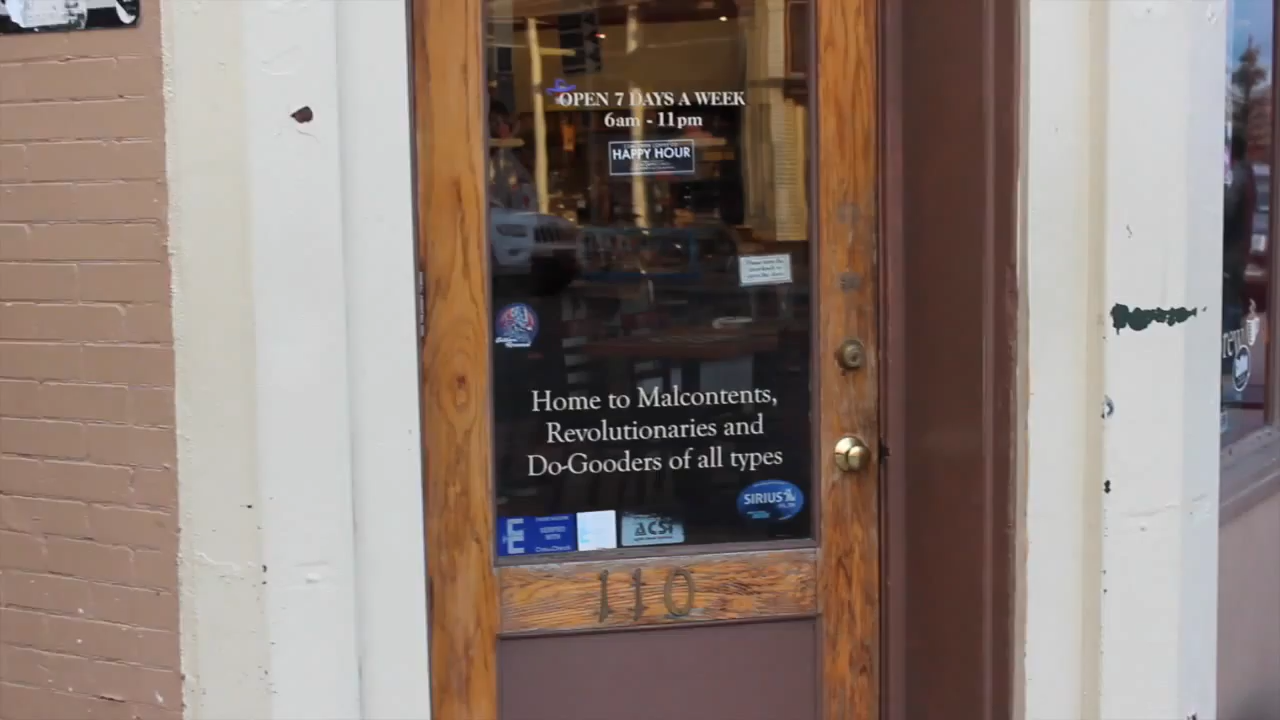 OPEN 7 DAYS A WEEK
6am - 11pm
HAPPY HOUR
Home to Malcontents,
Revolutionaries and
Do-Gooders of all types
SIRIUS
E
ACSI
110